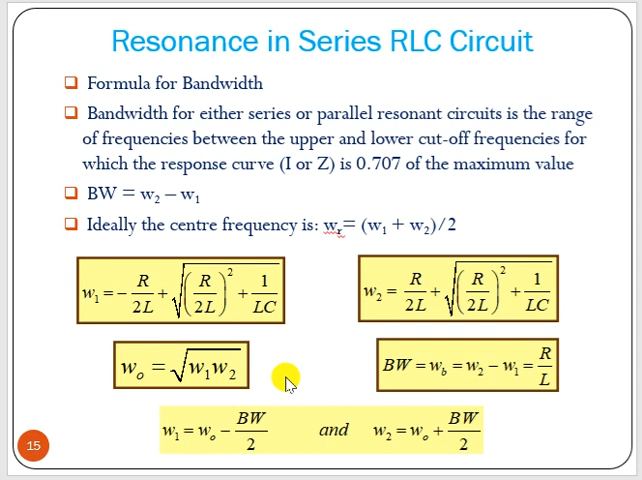 Resonance in Series RLC Circuit
Formula for Bandwidth
Bandwidth for either series or parallel resonant circuits is the range
of frequencies between the upper and lower cut-off frequencies for
which the response curve (I or Z) is 0.707 of the maximum value
BW = w₂ – w₁
Ideally the centre frequency is: wᵣ= (w₁ + w₂)/2
w₁ = -R/2L + √((R/2L)² + 1/LC)
w₂ = R/2L + √((R/2L)² + 1/LC)
wₒ = √w₁w₂
BW = w_b = w₂ - w₁ = R/L
w₁ = wₒ - BW/2 and w₂ = wₒ + BW/2
15